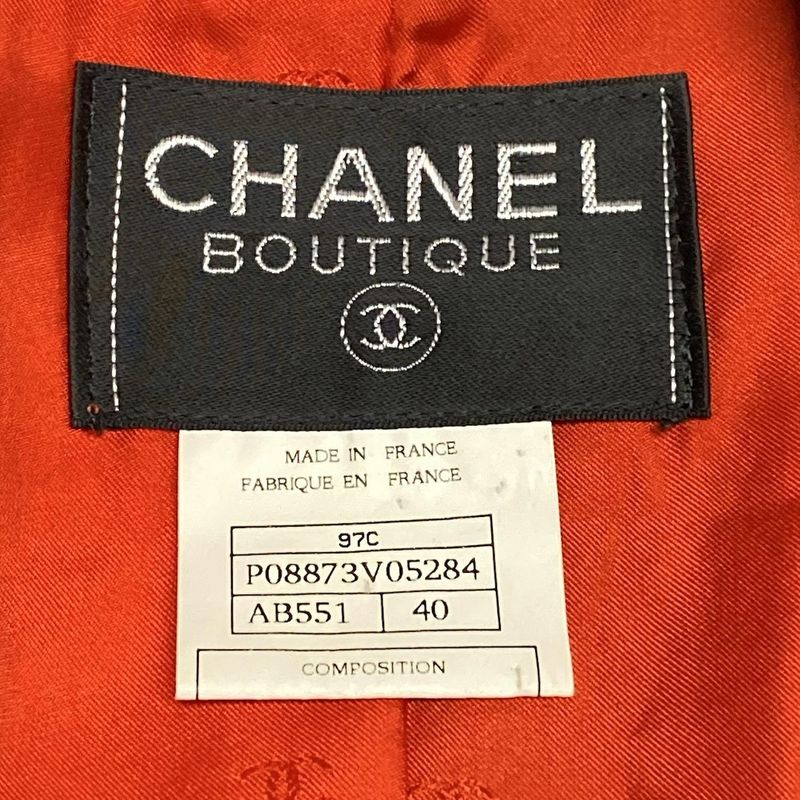 CHANEL
BOUTIQUE
MADE IN FRANCE
FABRIQUE EN FRANCE
97C
P08873V05284
AB551 40
COMPOSITION